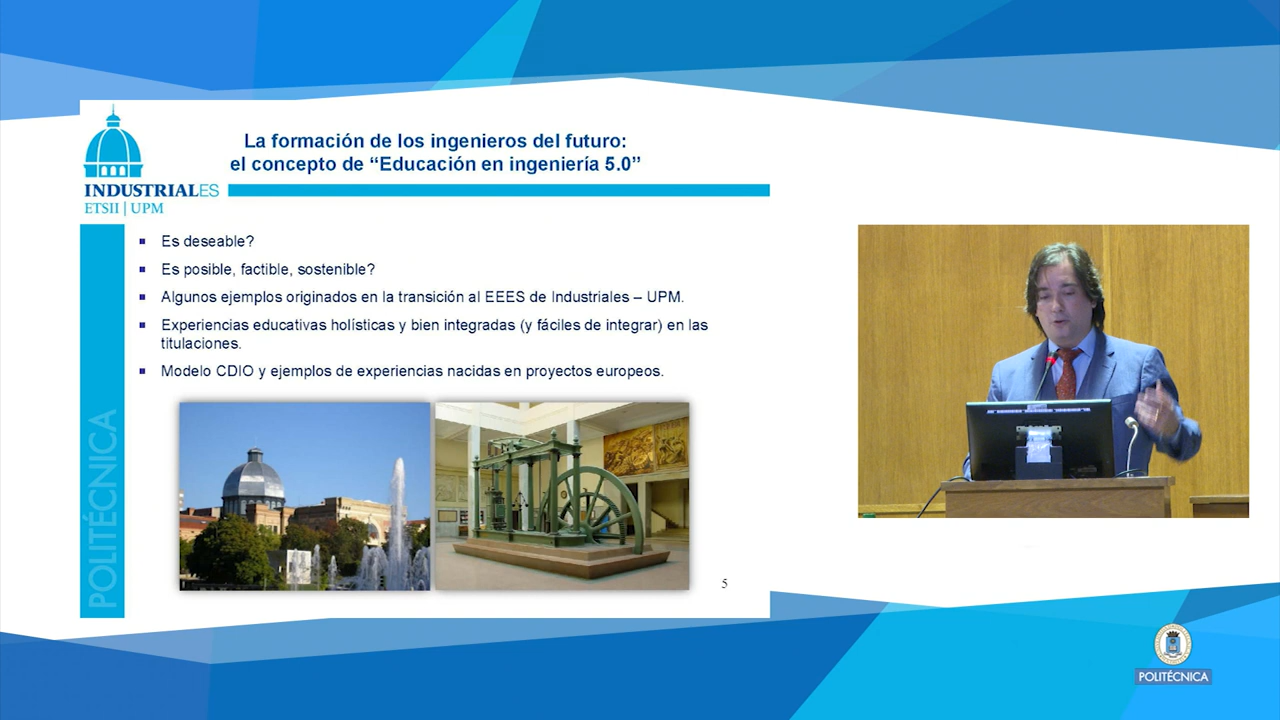 La formación de los ingenieros del futuro:
el concepto de “Educación en ingeniería 5.0”
INDUSTRIALES
ETSII | UPM
POLITÉCNICA
Es deseable?
Es posible, factible, sostenible?
Algunos ejemplos originados en la transición al EEES de Industriales – UPM.
Experiencias educativas holísticas y bien integradas (y fáciles de integrar) en las
titulaciones.
Modelo CDIO y ejemplos de experiencias nacidas en proyectos europeos.
5
POLITÉCNICA